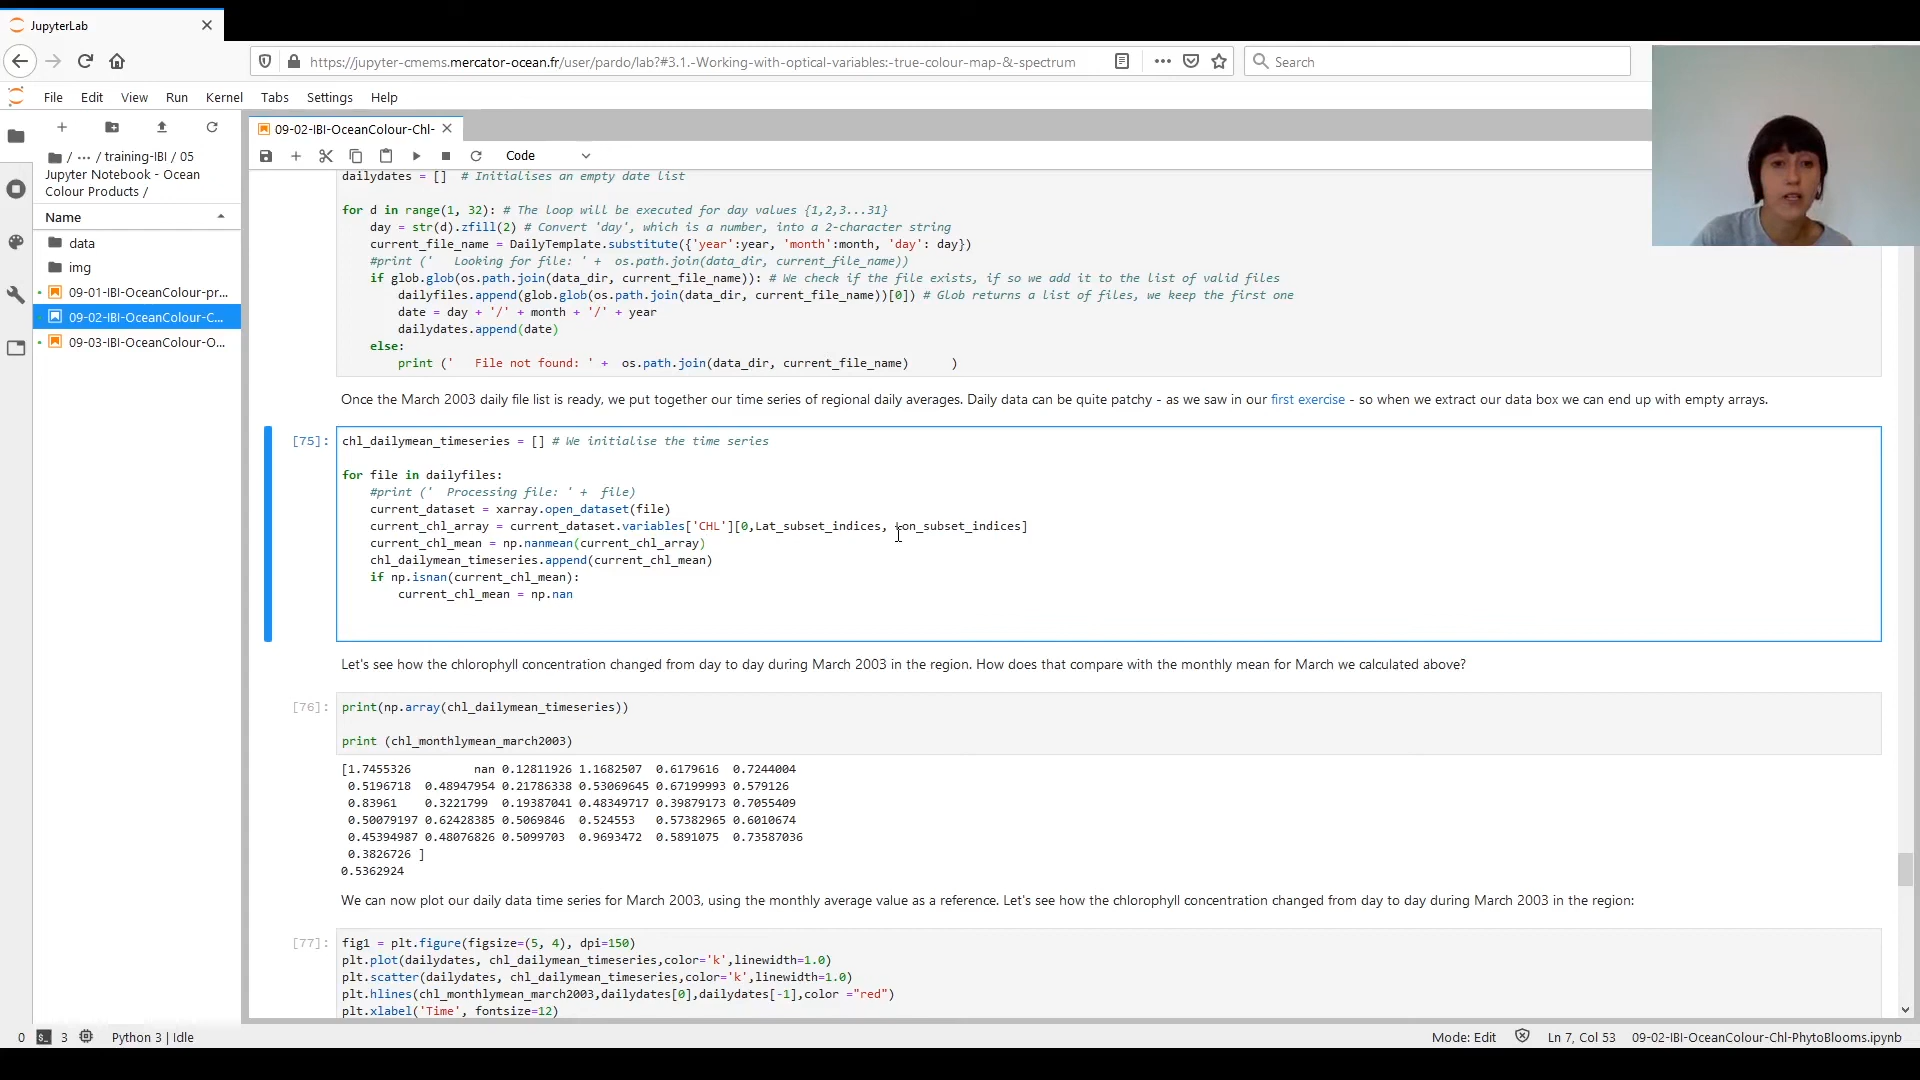 JupyterLab
https://jupyter-cmems.mercator-ocean.fr/user/pardo/lab?#3.1.-Working-with-optical-variables:-true-colour-map-&-spectrum
Search
File Edit View Run Kernel Tabs Settings Help
/ ··· / training-IBI / 05
Jupyter Notebook - Ocean
Colour Products /
Name
data
img
09-01-IBI-OceanColour-pr...
09-02-IBI-OceanColour-C...
09-03-IBI-OceanColour-O...
09-02-IBI-OceanColour-Chl-
Code
dailydates = [] # Initialises an empty date list
for d in range(1, 32): # The loop will be executed for day values {1,2,3...31}
day = str(d).zfill(2) # Convert 'day', which is a number, into a 2-character string
current_file_name = DailyTemplate.substitute({'year':year, 'month':month, 'day': day})
#print ('   Looking for file: ' +  os.path.join(data_dir, current_file_name))
if glob.glob(os.path.join(data_dir, current_file_name)): # We check if the file exists, if so we add it to the list of valid files
dailyfiles.append(glob.glob(os.path.join(data_dir, current_file_name))[0]) # Glob returns a list of files, we keep the first one
date = day + '/' + month + '/' + year
dailydates.append(date)
else:
print ('   File not found: ' +  os.path.join(data_dir, current_file_name)      )
Once the March 2003 daily file list is ready, we put together our time series of regional daily averages. Daily data can be quite patchy - as we saw in our first exercise - so when we extract our data box we can end up with empty arrays.
[75]: chl_dailymean_timeseries = [] # We initialise the time series
for file in dailyfiles:
#print ('  Processing file: ' +  file)
current_dataset = xarray.open_dataset(file)
current_chl_array = current_dataset.variables['CHL'][0,Lat_subset_indices, Lon_subset_indices]
current_chl_mean = np.nanmean(current_chl_array)
chl_dailymean_timeseries.append(current_chl_mean)
if np.isnan(current_chl_mean):
current_chl_mean = np.nan
Let's see how the chlorophyll concentration changed from day to day during March 2003 in the region. How does that compare with the monthly mean for March we calculated above?
[76]: print(np.array(chl_dailymean_timeseries))
print (chl_monthlymean_march2003)
[1.7455326         nan 0.12811926 1.1682507  0.6179616  0.7244004
0.5196718  0.48947954 0.21786338 0.53069645 0.67199993 0.579126
0.83961    0.3221799  0.19387041 0.48349717 0.39879173 0.7055409
0.50079197 0.62428385 0.5069846  0.524553   0.57382965 0.6010674
0.45394987 0.48076826 0.5099703  0.9693472  0.5891075  0.73587036
0.3826726 ]
0.5362924
We can now plot our daily data time series for March 2003, using the monthly average value as a reference. Let's see how the chlorophyll concentration changed from day to day during March 2003 in the region:
[77]: fig1 = plt.figure(figsize=(5, 4), dpi=150)
plt.plot(dailydates, chl_dailymean_timeseries,color='k',linewidth=1.0)
plt.scatter(dailydates, chl_dailymean_timeseries,color='k',linewidth=1.0)
plt.hlines(chl_monthlymean_march2003,dailydates[0],dailydates[-1],color ="red")
plt.xlabel('Time', fontsize=12)
0 3 Python 3 | Idle Mode: Edit Ln 7, Col 53 09-02-IBI-OceanColour-Chl-PhytoBlooms.ipynb